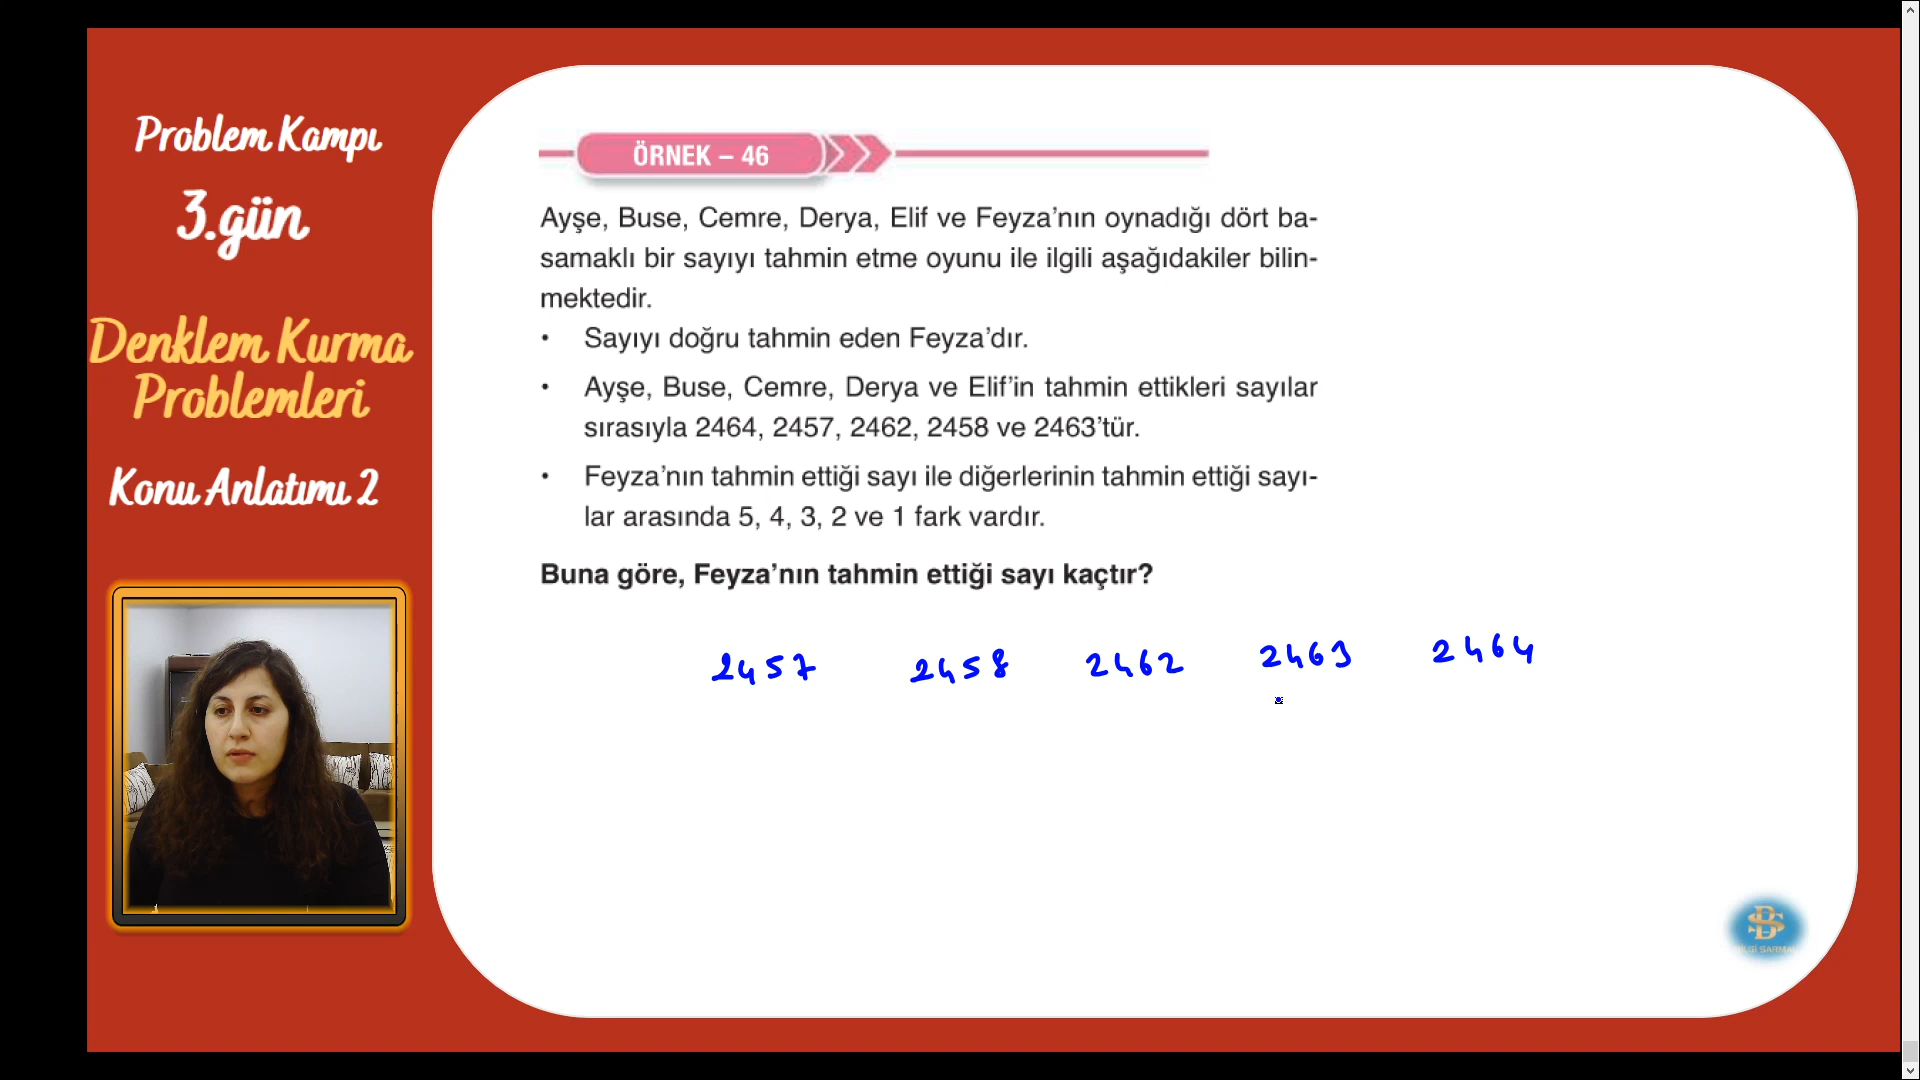 Problem Kampı
3.gün
Denklem Kurma
Problemleri
Konu Anlatımı 2
ÖRNEK – 46
Ayşe, Buse, Cemre, Derya, Elif ve Feyza’nın oynadığı dört ba-
samaklı bir sayıyı tahmin etme oyunu ile ilgili aşağıdakiler bilin-
mektedir.
• Sayıyı doğru tahmin eden Feyza’dır.
• Ayşe, Buse, Cemre, Derya ve Elif’in tahmin ettikleri sayılar
sırasıyla 2464, 2457, 2462, 2458 ve 2463’tür.
• Feyza’nın tahmin ettiği sayı ile diğerlerinin tahmin ettiği sayı-
lar arasında 5, 4, 3, 2 ve 1 fark vardır.
Buna göre, Feyza’nın tahmin ettiği sayı kaçtır?
2457 2458 2462 2463 2464